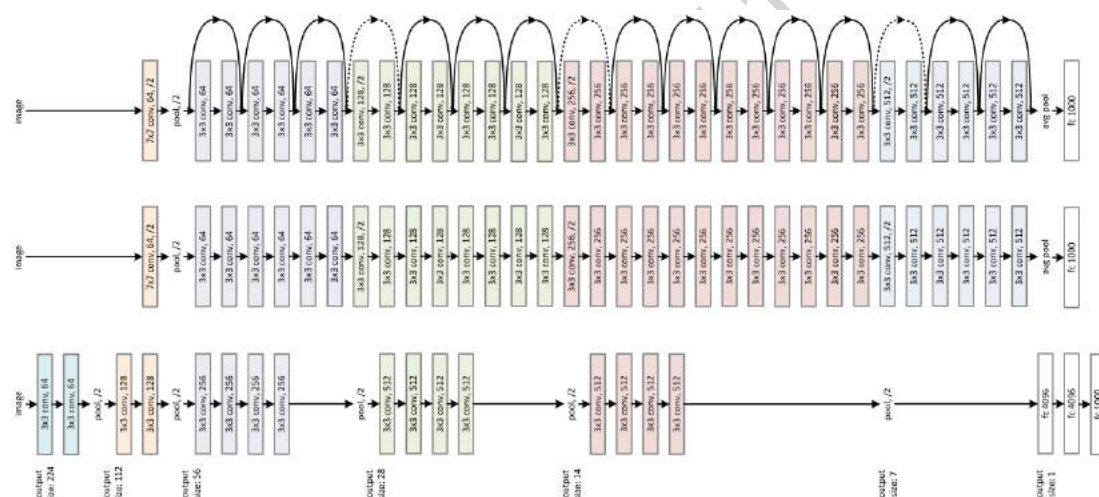 image
7x7 conv, 64, /2
pool, /2
3x3 conv, 64
3x3 conv, 64
3x3 conv, 64
3x3 conv, 64
3x3 conv, 64
3x3 conv, 64
3x3 conv, 128, /2
3x3 conv, 128
3x3 conv, 128
3x3 conv, 128
3x3 conv, 128
3x3 conv, 128
3x3 conv, 128
3x3 conv, 128
3x3 conv, 256, /2
3x3 conv, 256
3x3 conv, 256
3x3 conv, 256
3x3 conv, 256
3x3 conv, 256
3x3 conv, 256
3x3 conv, 256
3x3 conv, 256
3x3 conv, 256
3x3 conv, 256
3x3 conv, 256
3x3 conv, 512, /2
3x3 conv, 512
3x3 conv, 512
3x3 conv, 512
3x3 conv, 512
3x3 conv, 512
avg pool
fc 1000
image
7x7 conv, 64, /2
pool, /2
3x3 conv, 64
3x3 conv, 64
3x3 conv, 64
3x3 conv, 64
3x3 conv, 64
3x3 conv, 64
3x3 conv, 128, /2
3x3 conv, 128
3x3 conv, 128
3x3 conv, 128
3x3 conv, 128
3x3 conv, 128
3x3 conv, 128
3x3 conv, 128
3x3 conv, 256, /2
3x3 conv, 256
3x3 conv, 256
3x3 conv, 256
3x3 conv, 256
3x3 conv, 256
3x3 conv, 256
3x3 conv, 256
3x3 conv, 256
3x3 conv, 256
3x3 conv, 256
3x3 conv, 256
3x3 conv, 512, /2
3x3 conv, 512
3x3 conv, 512
3x3 conv, 512
3x3 conv, 512
3x3 conv, 512
avg pool
fc 1000
image
3x3 conv, 64
3x3 conv, 64
pool, /2
3x3 conv, 128
3x3 conv, 128
pool, /2
3x3 conv, 256
3x3 conv, 256
3x3 conv, 256
3x3 conv, 256
pool, /2
3x3 conv, 512
3x3 conv, 512
3x3 conv, 512
3x3 conv, 512
pool, /2
3x3 conv, 512
3x3 conv, 512
3x3 conv, 512
3x3 conv, 512
pool, /2
fc 4096
fc 4096
fc 1000
output
size: 224
output
size: 112
output
size: 56
output
size: 28
output
size: 14
output
size: 7
output
size: 1